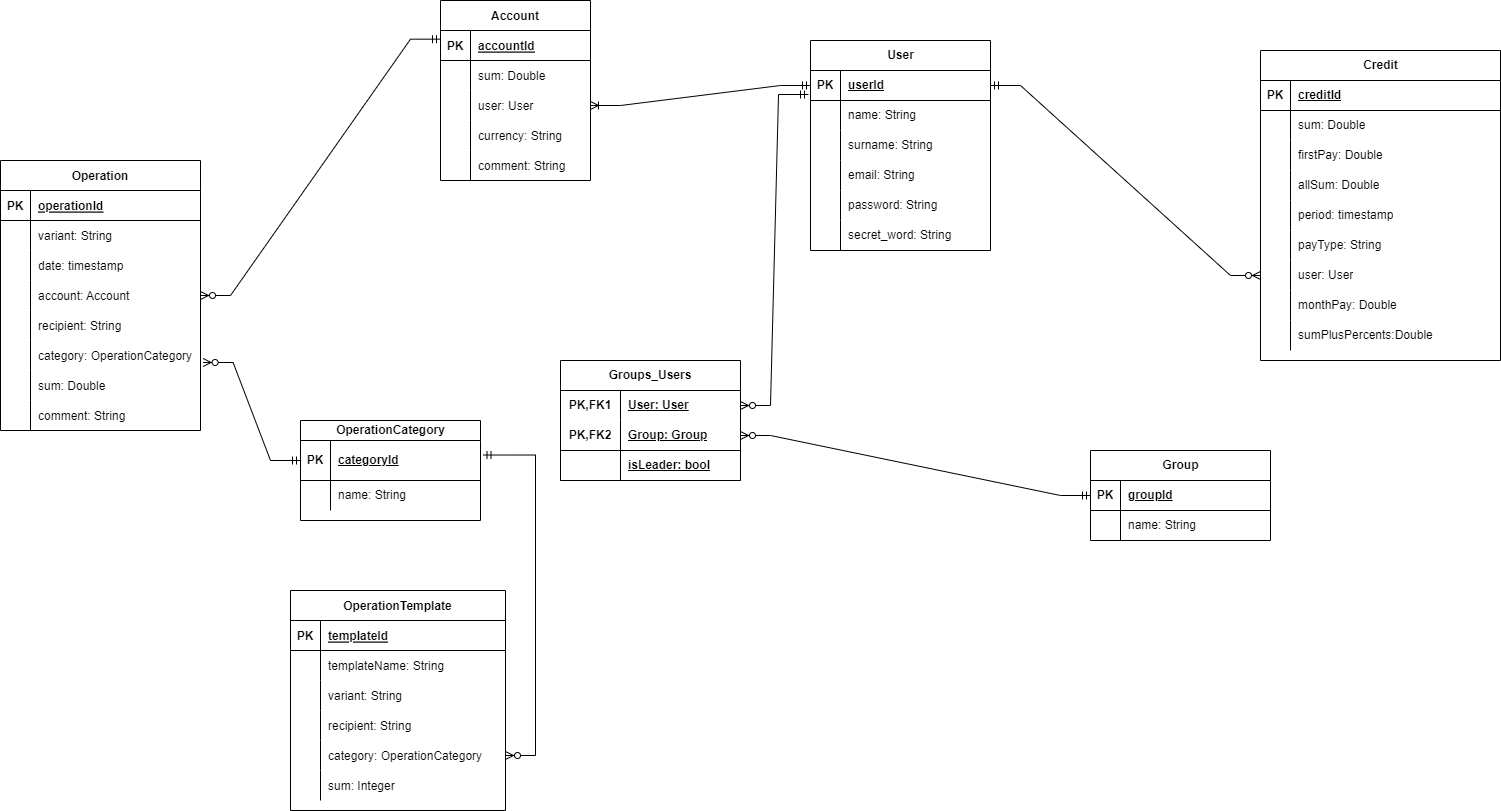 Account
PK accountId
sum: Double
user: User
currency: String
comment: String
User
PK userId
name: String
surname: String
email: String
password: String
secret_word: String
Credit
PK creditId
sum: Double
firstPay: Double
allSum: Double
period: timestamp
payType: String
user: User
monthPay: Double
sumPlusPercents:Double
Operation
PK operationId
variant: String
date: timestamp
account: Account
recipient: String
category: OperationCategory
sum: Double
comment: String
Groups_Users
PK,FK1 User: User
PK,FK2 Group: Group
isLeader: bool
OperationCategory
PK categoryId
name: String
Group
PK groupId
name: String
OperationTemplate
PK templateId
templateName: String
variant: String
recipient: String
category: OperationCategory
sum: Integer